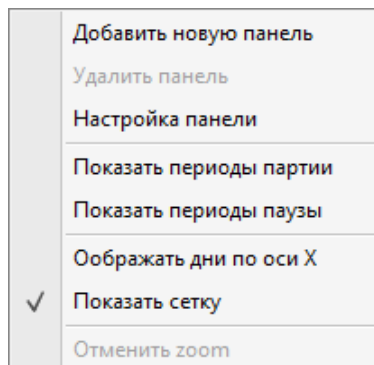 Добавить новую панель
Удалить панель
Настройка панели
Показать периоды партии
Показать периоды паузы
Оображать дни по оси X
Показать сетку
Отменить zoom